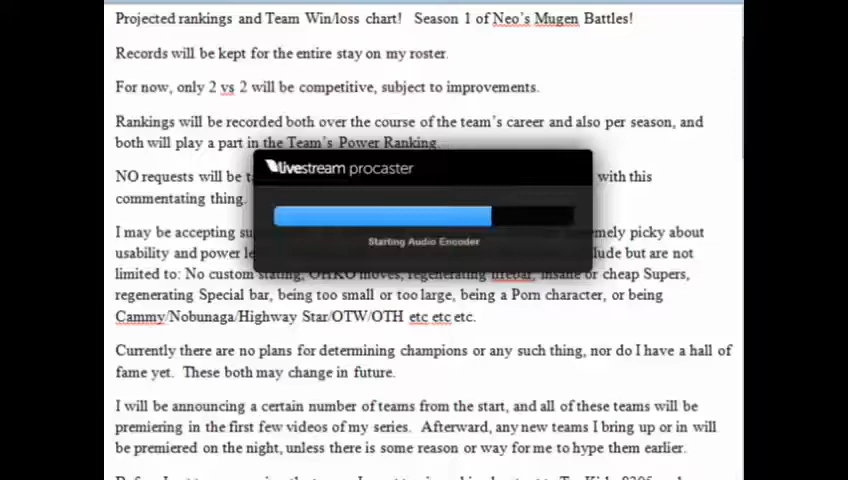 Projected rankings and Team Win/loss chart! Season 1 of Neo's Mugen Battles!
Records will be kept for the entire stay on my roster.
For now, only 2 vs 2 will be competitive, subject to improvements.
Rankings will be recorded both over the course of the team's career and also per season, and
both will play a part in the Team's Power Ranking.
livestream procaster
NO requests will be with this
commentating thing.
Starting Audio Encoder
I may be accepting emely picky about
usability and power lude but are not
limited to: No custom stating, OHKO moves, regenerating lifebar, insane or cheap Supers,
regenerating Special bar, being too small or too large, being a Porn character, or being
Cammy/Nobunaga/Highway Star/OTW/OTH etc etc etc.
Currently there are no plans for determining champions or any such thing, nor do I have a hall of
fame yet. These both may change in future.
I will be announcing a certain number of teams from the start, and all of these teams will be
premiering in the first few videos of my series. Afterward, any new teams I bring up or in will
be premiered on the night, unless there is some reason or way for me to hype them earlier.